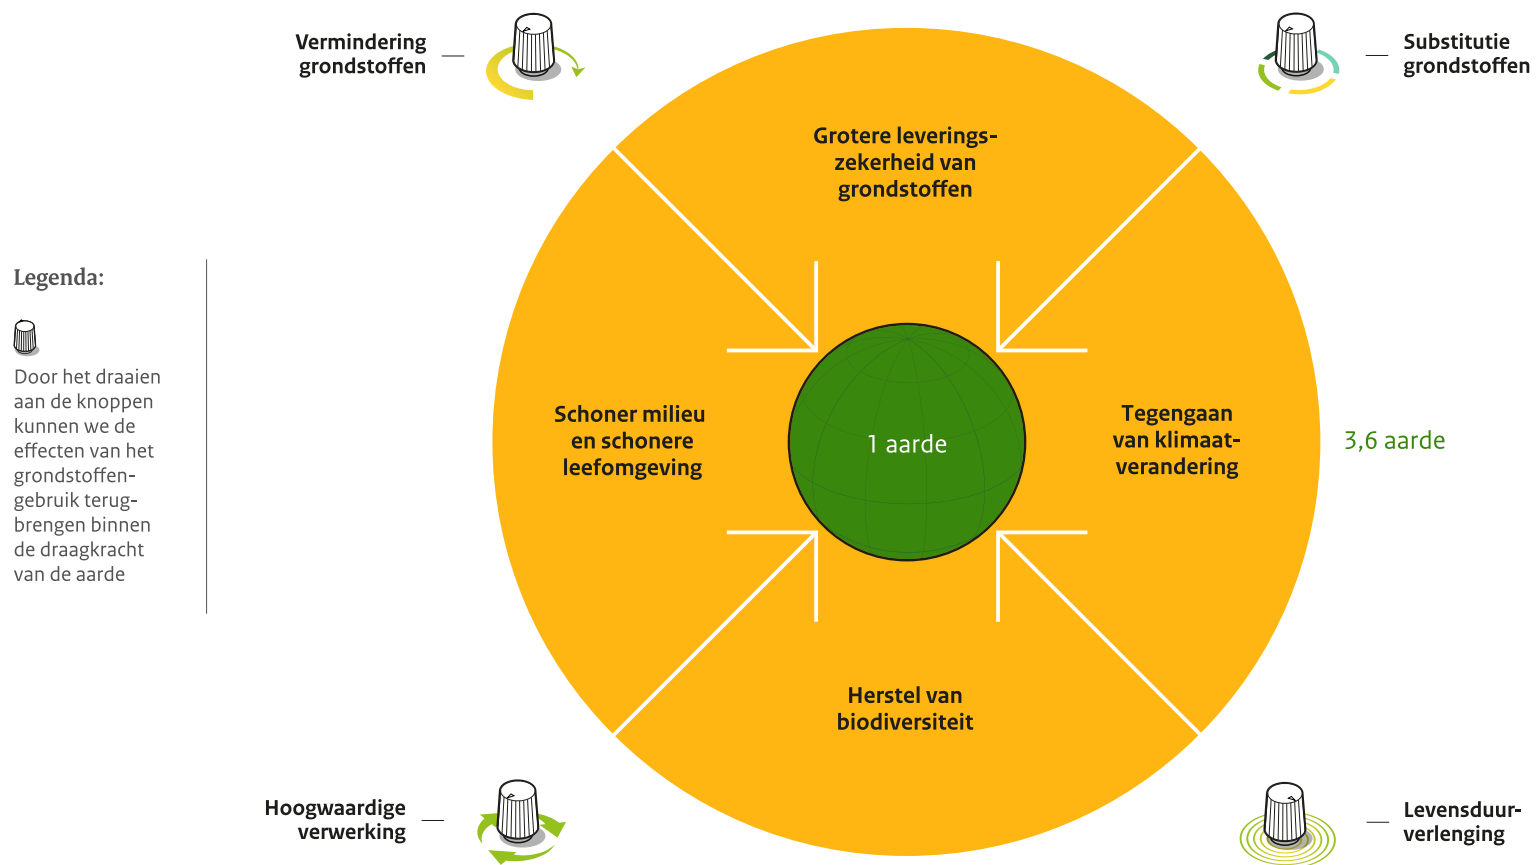 Vermindering
grondstoffen
Substitutie
grondstoffen
Grotere leverings-
zekerheid van
grondstoffen
Legenda:
Door het draaien
aan de knoppen
kunnen we de
effecten van het
grondstoffen-
gebruik terug-
brengen binnen
de draagkracht
van de aarde
Schoner milieu
en schonere
leefomgeving
1 aarde
Tegengaan
van klimaat-
verandering
3,6 aarde
Herstel van
biodiversiteit
Hoogwaardige
verwerking
Levensduur-
verlenging